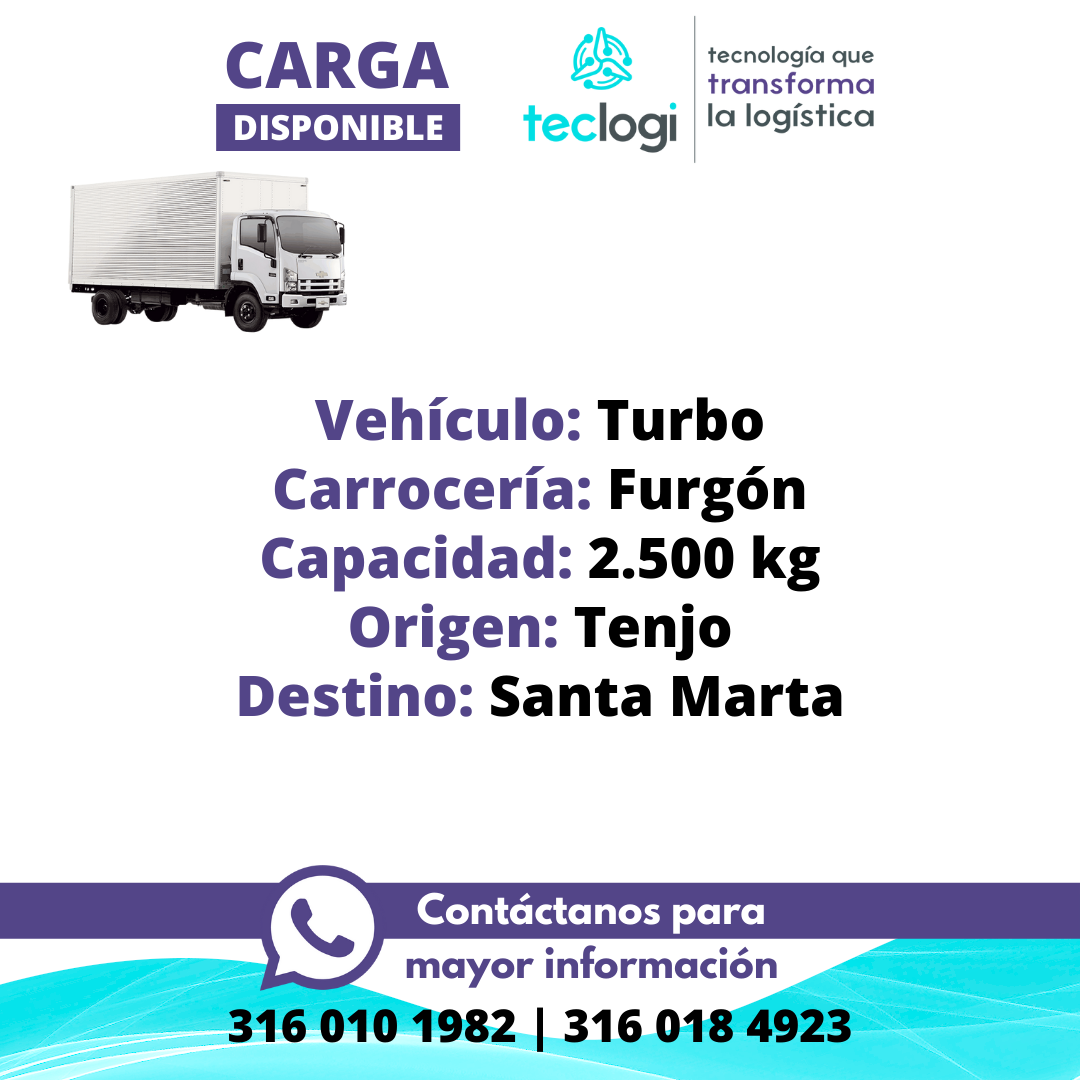 CARGA
DISPONIBLE
teclogi
tecnología que
transforma
la logística
Vehículo: Turbo
Carrocería: Furgón
Capacidad: 2.500 kg
Origen: Tenjo
Destino: Santa Marta
Contáctanos para
mayor información
316 010 1982 | 316 018 4923